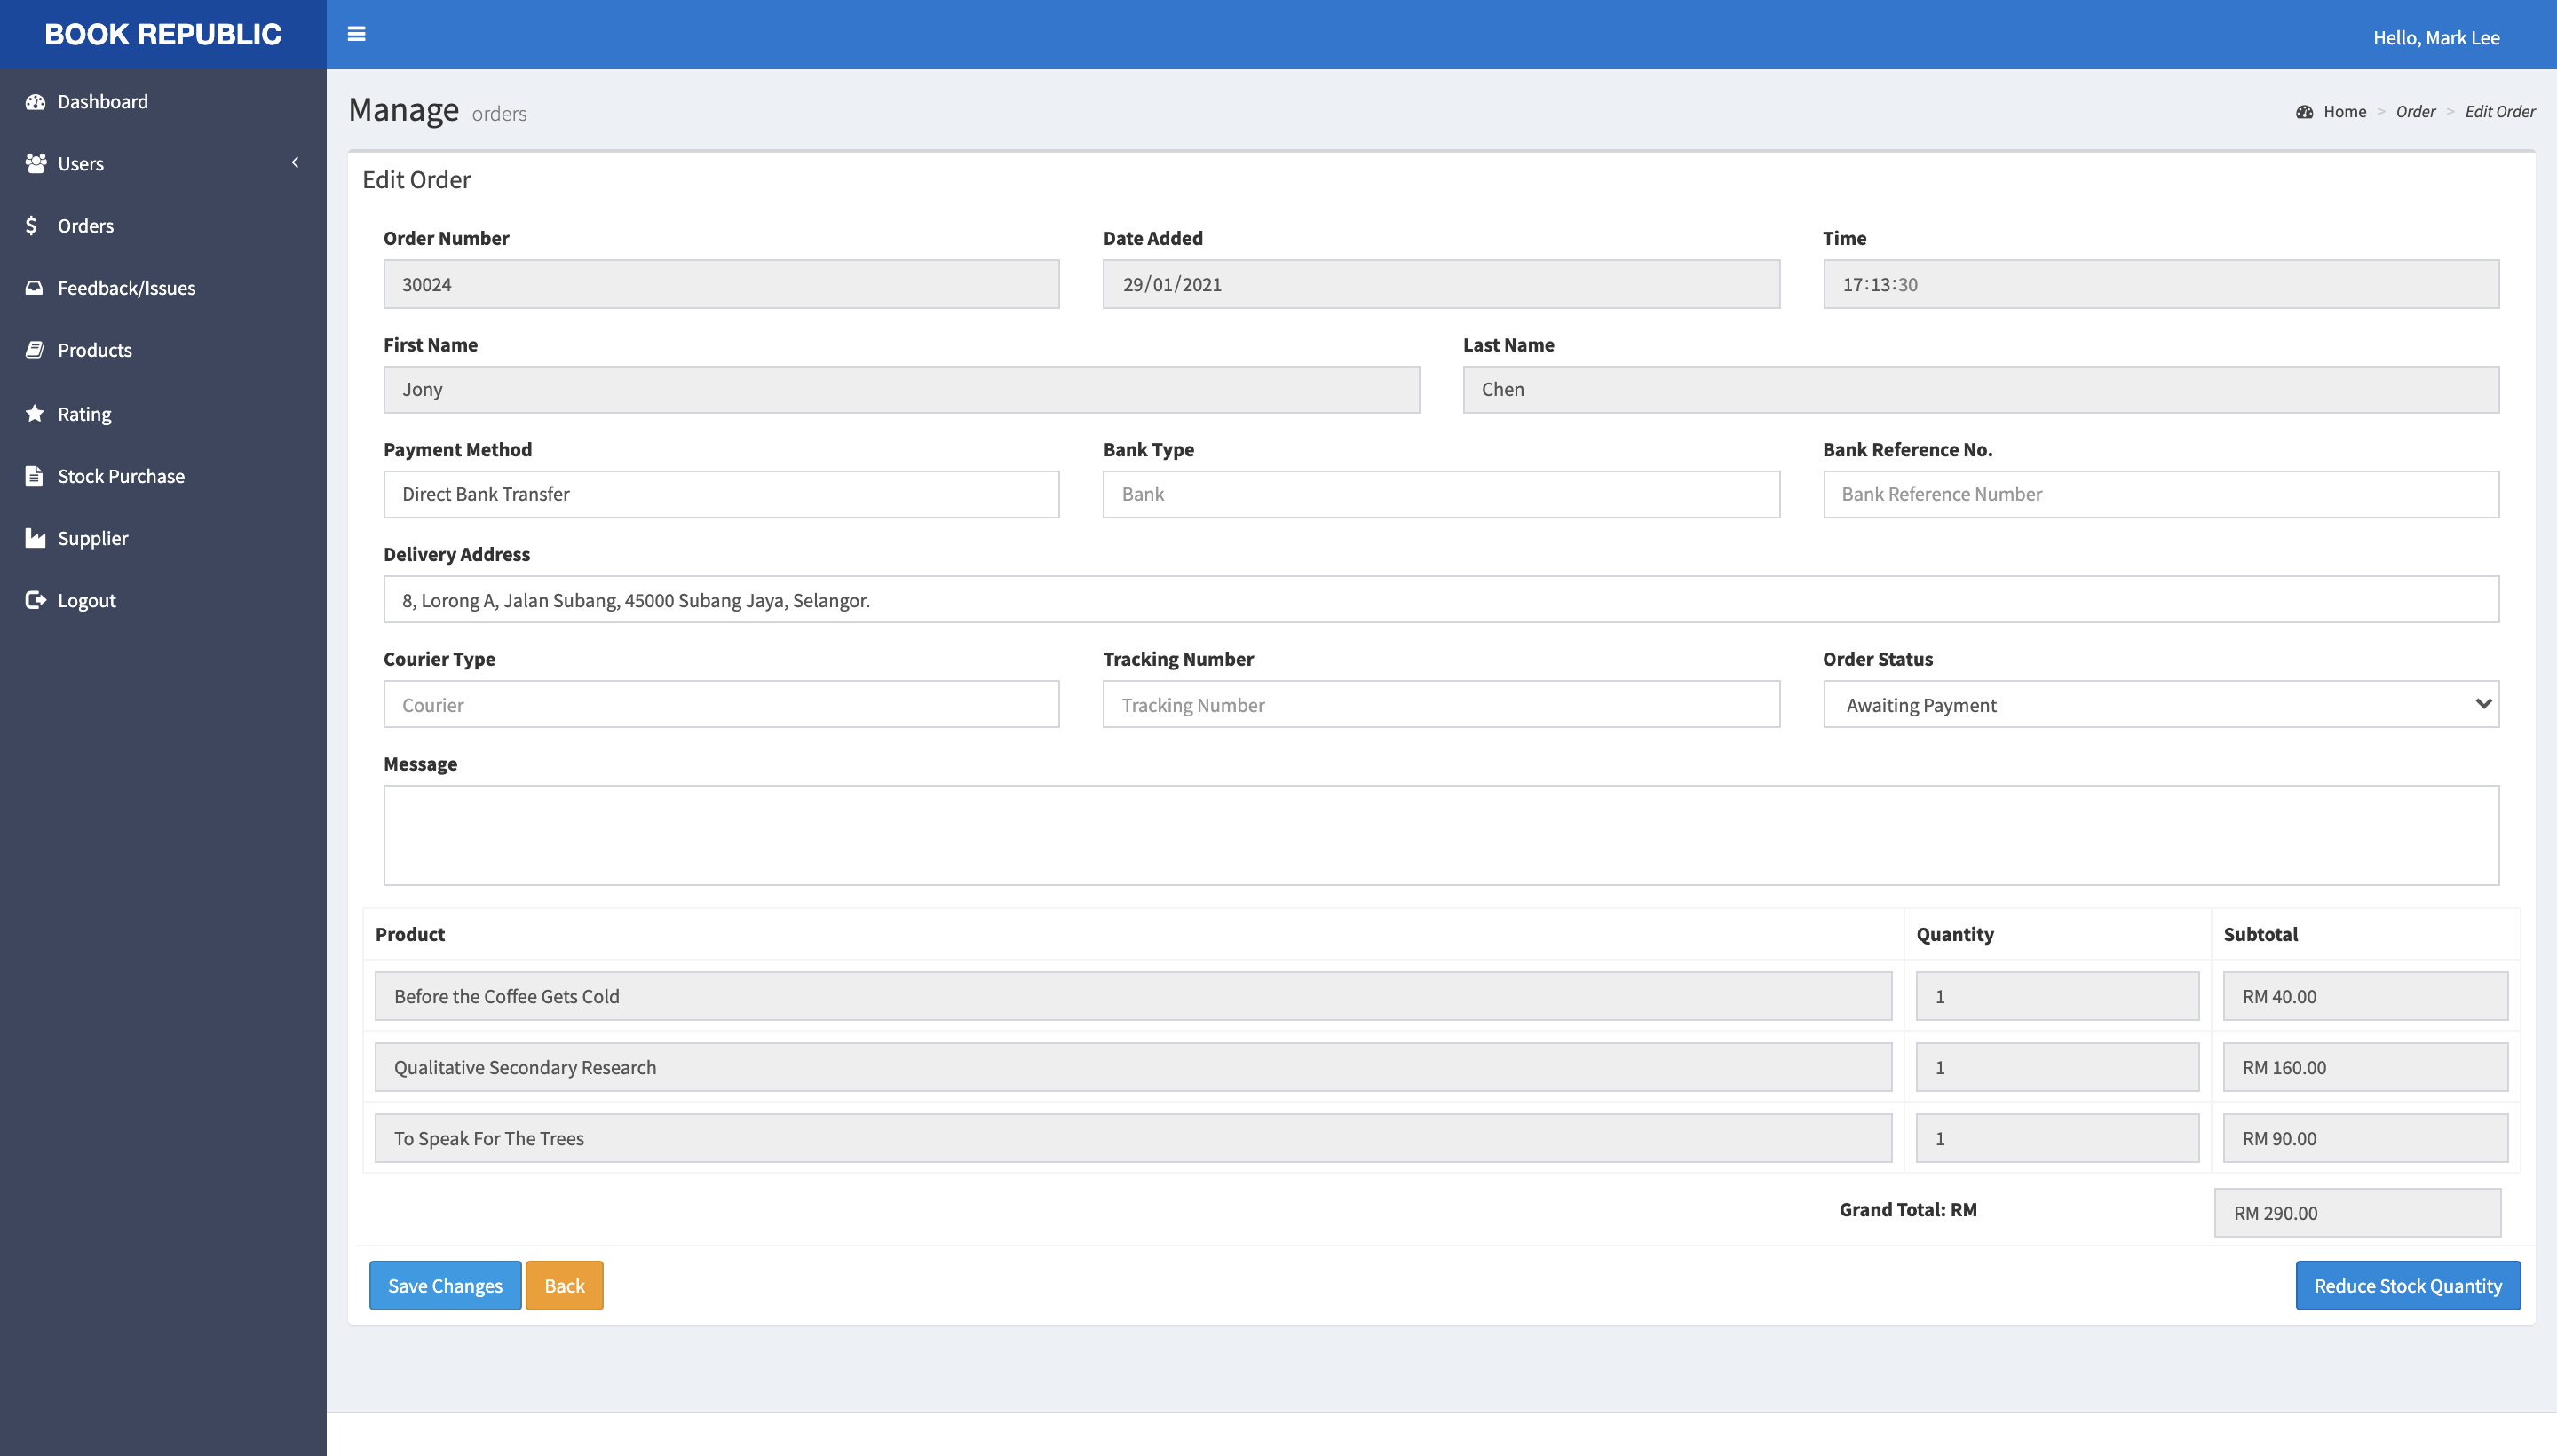 BOOK REPUBLIC
Hello, Mark Lee
Dashboard
Users
Orders
Feedback/Issues
Products
Rating
Stock Purchase
Supplier
Logout
Manage orders
Home > Order > Edit Order
Edit Order
Order Number Date Added Time
30024 29/01/2021 17:13:30
First Name Last Name
Jony Chen
Payment Method Bank Type Bank Reference No.
Direct Bank Transfer Bank Bank Reference Number
Delivery Address
8, Lorong A, Jalan Subang, 45000 Subang Jaya, Selangor.
Courier Type Tracking Number Order Status
Courier Tracking Number Awaiting Payment
Message
Product Quantity Subtotal
Before the Coffee Gets Cold 1 RM 40.00
Qualitative Secondary Research 1 RM 160.00
To Speak For The Trees 1 RM 90.00
Grand Total: RM RM 290.00
Save Changes Back Reduce Stock Quantity